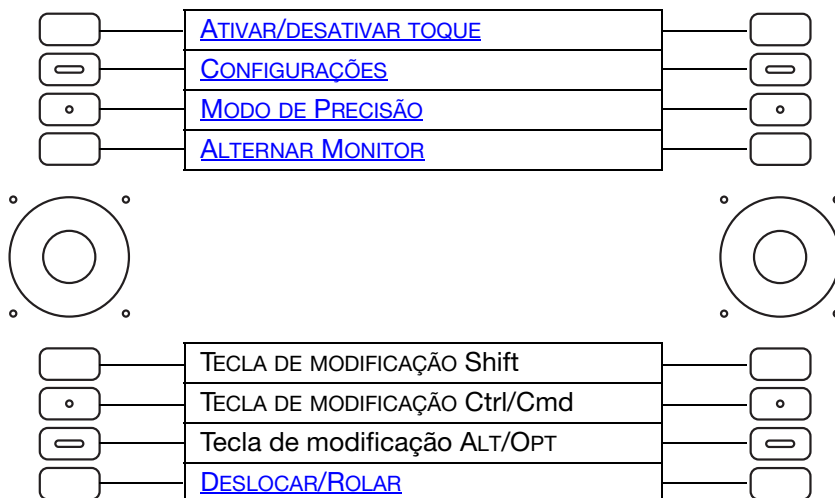 ATIVAR/DESATIVAR TOQUE
CONFIGURAÇÕES
MODO DE PRECISÃO
ALTERNAR MONITOR
TECLA DE MODIFICAÇÃO Shift
TECLA DE MODIFICAÇÃO Ctrl/Cmd
Tecla de modificação ALT/OPT
DESLOCAR/ROLAR